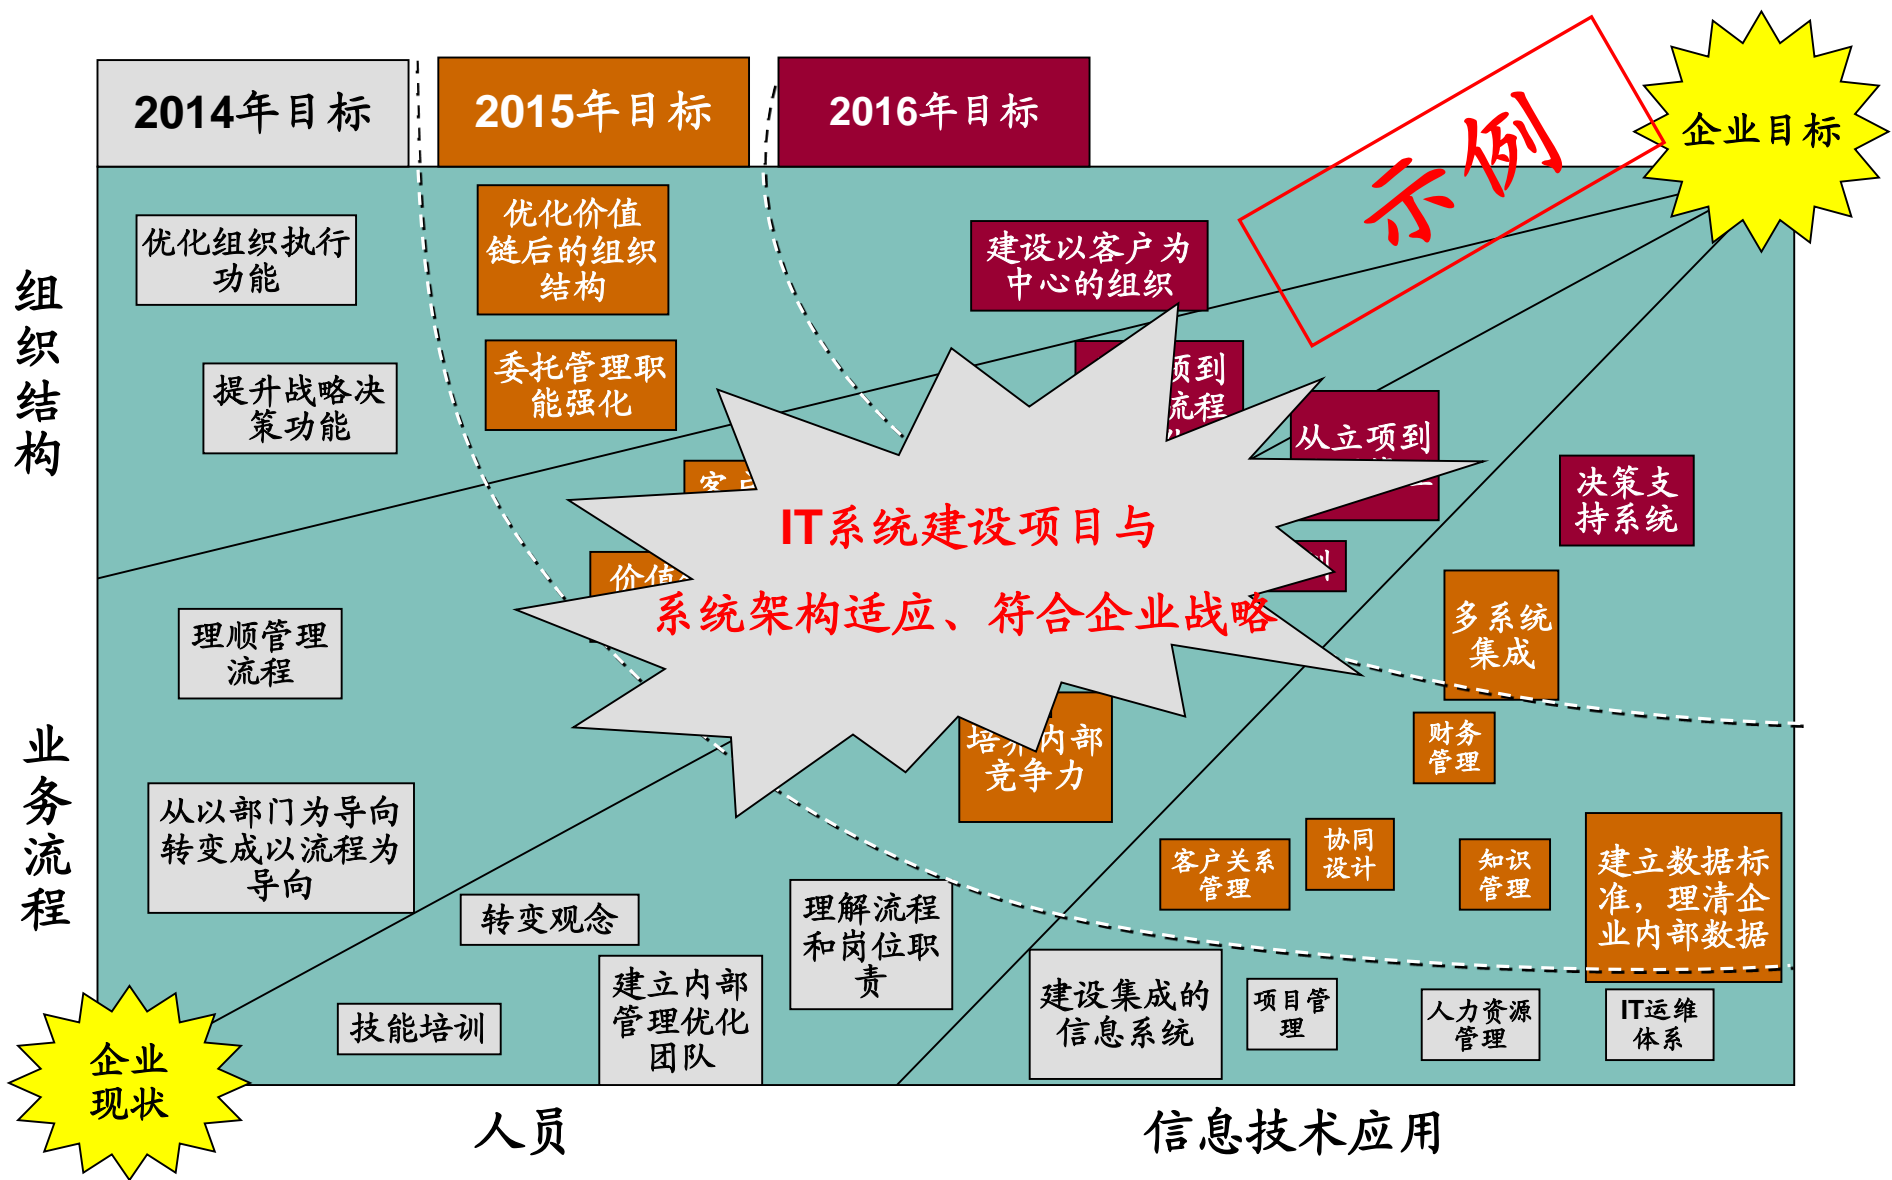 2014年目标
2015年目标
2016年目标
示例
企业目标
组织结构
业务流程
优化组织执行
功能
提升战略决
策功能
优化价值
链后的组织
结构
委托管理职
能强化
建设以客户为
中心的组织
项到
流程
从立项到
决策支
持系统
客户
价值
IT系统建设项目与
系统架构适应、符合企业战略
理顺管理
流程
从以部门为导向
转变成以流程为
导向
多系统
集成
财务
管理
培养内部
竞争力
客户关系
管理
协同
设计
知识
管理
建立数据标
准，理清企
业内部数据
转变观念
理解流程
和岗位职
责
技能培训
建立内部
管理优化
团队
建设集成的
信息系统
项目管
理
人力资源
管理
IT运维
体系
企业
现状
人员
信息技术应用